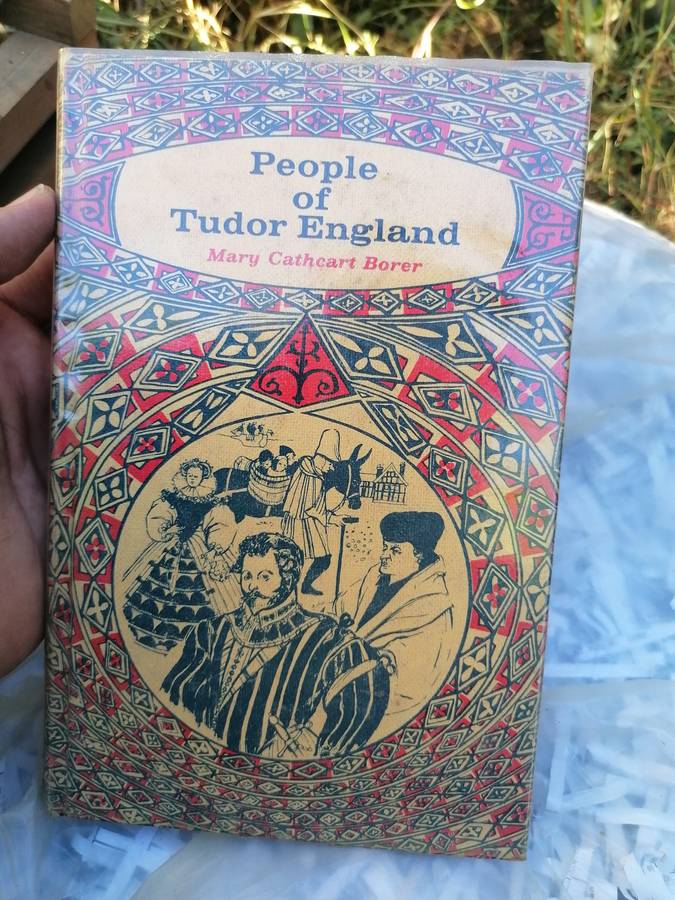 People
of
Tudor England
Mary Cathcart Borer